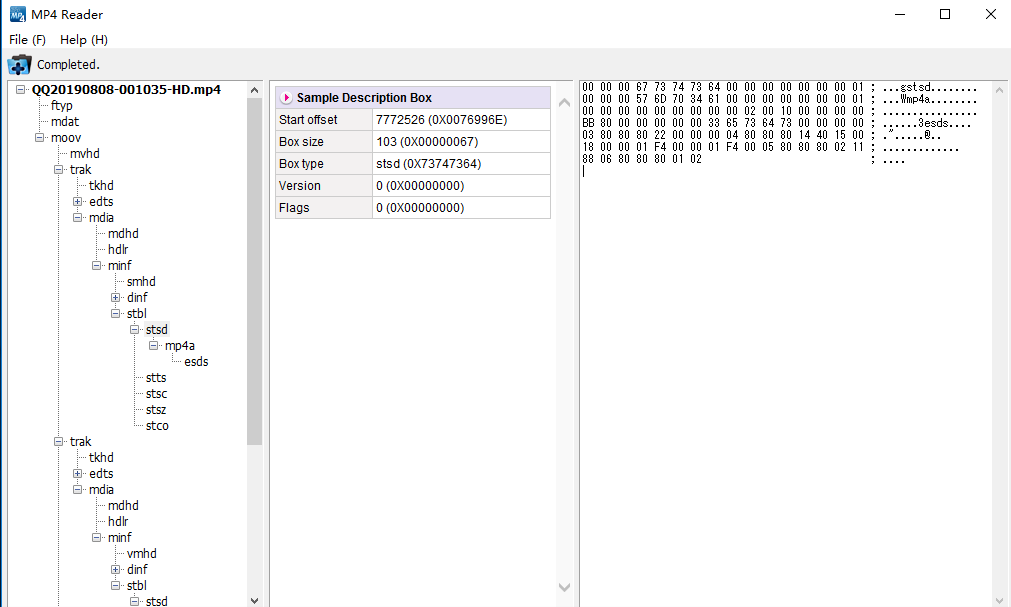 MP4 Reader
File (F) Help (H)
Completed.
QQ20190808-001035-HD.mp4
ftyp
mdat
moov
mvhd
trak
tkhd
edts
mdia
mdhd
hdlr
minf
smhd
dinf
stbl
stsd
mp4a
esds
stts
stsc
stsz
stco
trak
tkhd
edts
mdia
mdhd
hdlr
minf
vmhd
dinf
stbl
stsd
Sample Description Box
Start offset 7772526 (0X0076996E)
Box size 103 (0X00000067)
Box type stsd (0X73747364)
Version 0 (0X00000000)
Flags 0 (0X00000000)
00 00 00 67 73 74 73 64 00 00 00 00 00 00 00 01 ; ...gstsd........
00 00 00 57 6D 70 34 61 00 00 00 00 00 00 00 01 ; ...Wmp4a........
00 00 00 00 00 00 00 00 00 02 00 10 00 00 00 00 ; ................
BB 80 00 00 00 00 00 33 65 73 64 73 00 00 00 00 ; .......3esds....
03 80 80 80 22 00 00 00 04 80 80 80 14 40 15 00 ; .".....@..
18 00 00 01 F4 00 00 01 F4 00 05 80 80 80 02 11 ; .............
88 06 80 80 80 01 02 ; ....